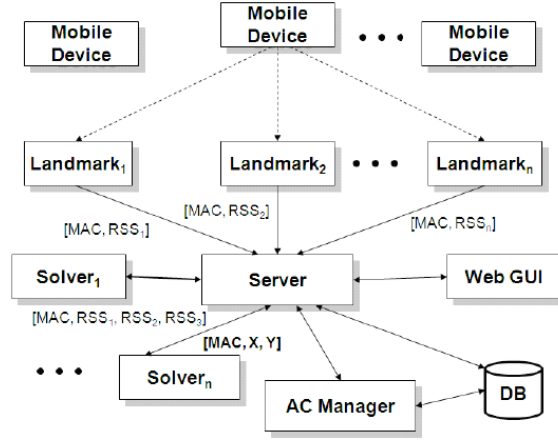 Mobile
Device
Mobile
Device
Mobile
Device
Landmark₁
Landmark₂
Landmarkₙ
[MAC, RSS₁]
[MAC, RSS₂]
[MAC, RSSₙ]
Solver₁
Server
Web GUI
[MAC, RSS₁, RSS₂, RSS₃]
[MAC, X, Y]
Solverₙ
AC Manager
DB